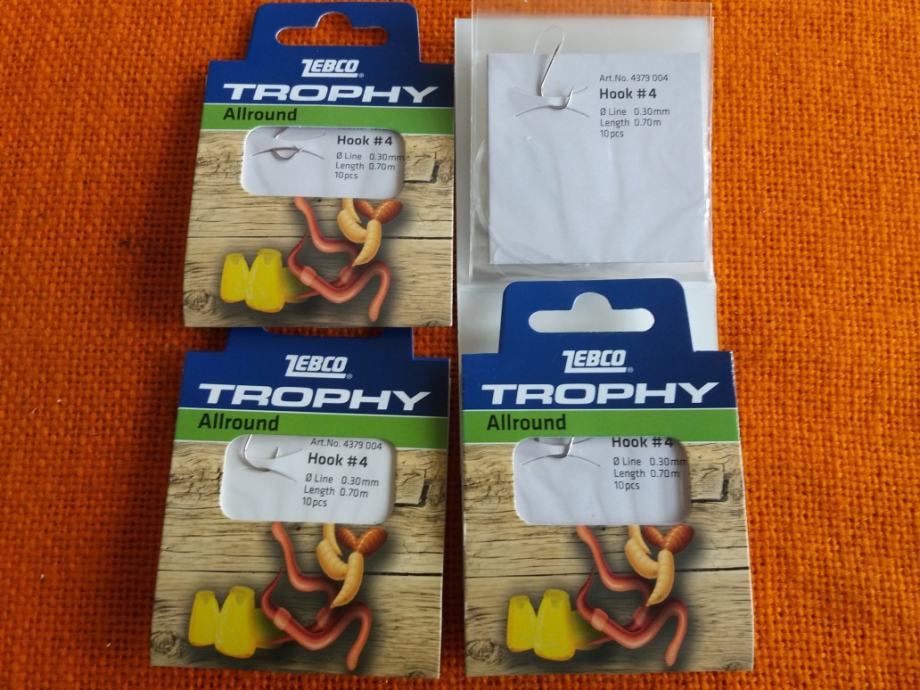 ZEBCO
TROPHY
Allround
Hook #4
Ø Line 0.30mm
Length 0.70m
10pcs
Art.No. 4379 004
Hook #4
Ø Line 0.30mm
Length 0.70m
10pcs
ZEBCO
TROPHY
Allround
Art.No. 4379 004
Hook #4
Ø Line 0.30mm
Length 0.70m
10pcs
ZEBCO
TROPHY
Allround
Hook #4
Ø Line 0.30mm
Length 0.70m
10pcs